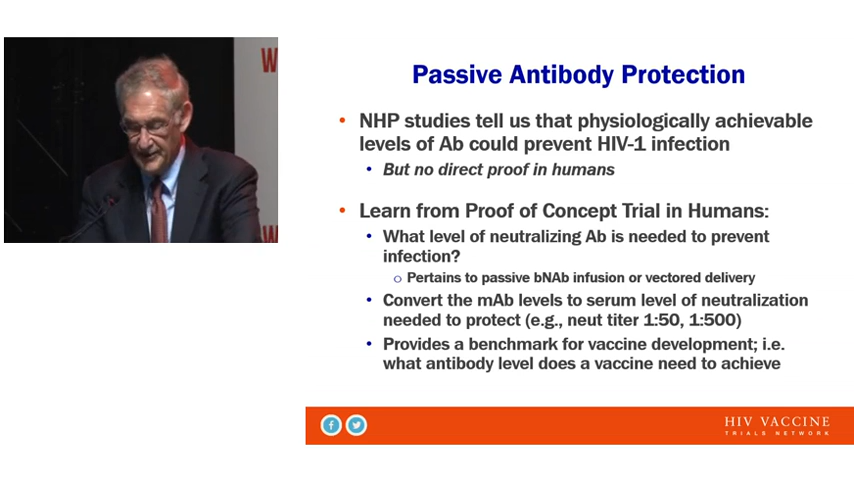 W
W
Passive Antibody Protection
• NHP studies tell us that physiologically achievable
levels of Ab could prevent HIV-1 infection
• But no direct proof in humans
• Learn from Proof of Concept Trial in Humans:
• What level of neutralizing Ab is needed to prevent
infection?
o Pertains to passive bNAb infusion or vectored delivery
• Convert the mAb levels to serum level of neutralization
needed to protect (e.g., neut titer 1:50, 1:500)
• Provides a benchmark for vaccine development; i.e.
what antibody level does a vaccine need to achieve
HIV VACCINE
TRIALS NETWORK